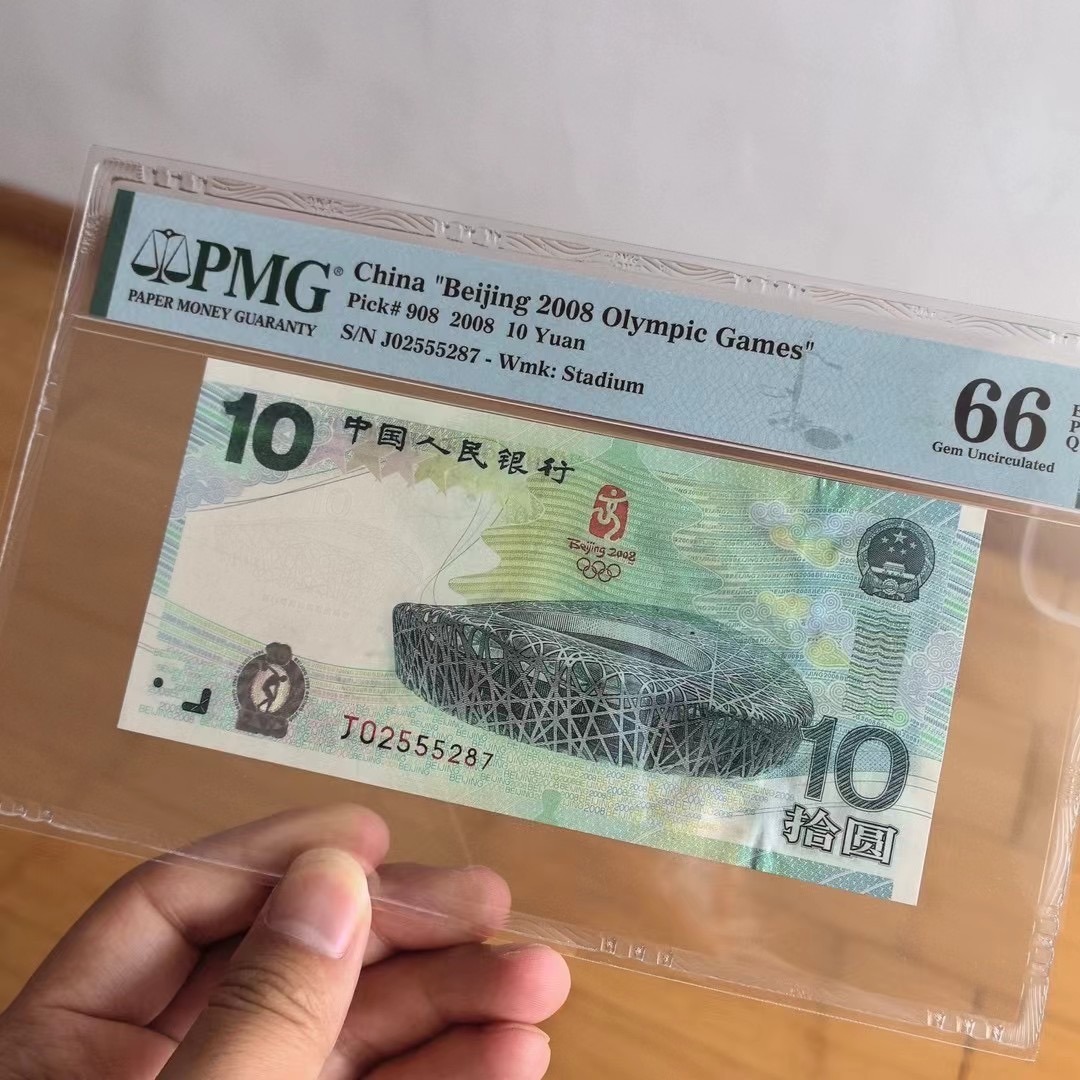 PMG®
PAPER MONEY GUARANTY
China "Beijing 2008 Olympic Games"
Pick# 908 2008 10 Yuan
S/N J02555287 - Wmk: Stadium
66
Gem Uncirculated
E
P
Q
10
中国人民银行
Beijing 2008
J02555287
10
拾圆